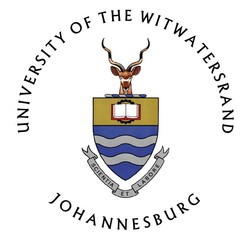 UNIVERSITY OF THE WITWATERSRAND
SCIENTIA ET LABORE
JOHANNESBURG